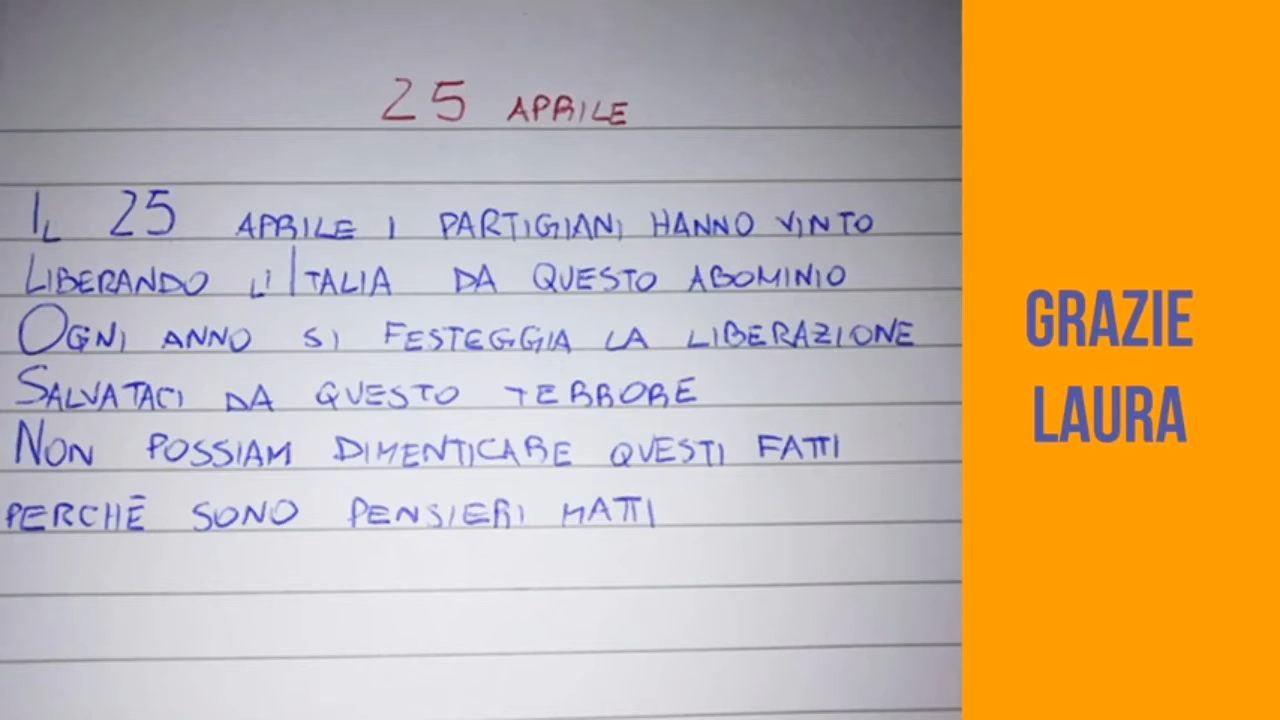 25 APRILE
IL 25 APRILE I PARTIGIANI HANNO VINTO
LIBERANDO L'ITALIA DA QUESTO ABOMINIO
OGNI ANNO SI FESTEGGIA LA LIBERAZIONE
SALVATACI DA QUESTO TERRORE
NON POSSIAM DIMENTICARE QUESTI FATTI
PERCHÉ SONO PENSIERI MATTI
GRAZIE
LAURA